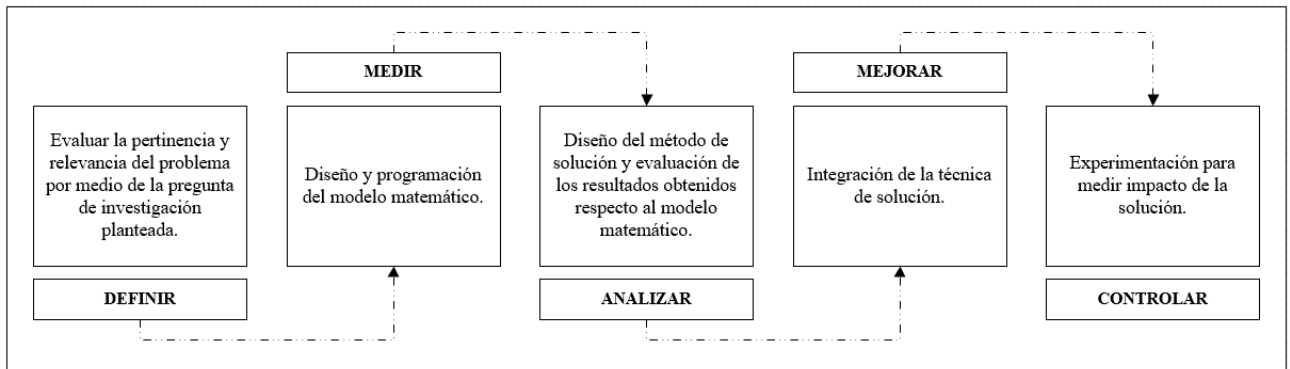 Evaluar la pertinencia y
relevancia del problema
por medio de la pregunta
de investigación
planteada.
DEFINIR
MEDIR
Diseño y programación
del modelo matemático.
Diseño del método de
solución y evaluación de
los resultados obtenidos
respecto al modelo
matemático.
ANALIZAR
MEJORAR
Integración de la técnica
de solución.
Experimentación para
medir impacto de la
solución.
CONTROLAR